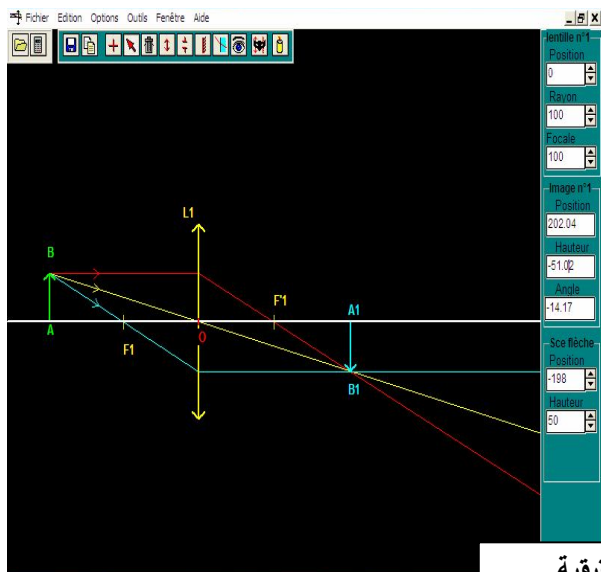 Fichier Edition Options Outils Fenêtre Aide
lentille n°1
Position
0
Rayon
100
Focale
100
Image n°1
Position
202.04
Hauteur
-51.02
Angle
-14.17
Sce flêche
Position
-198
Hauteur
50
L1
B
F'1
A1
A
F1
O
B1